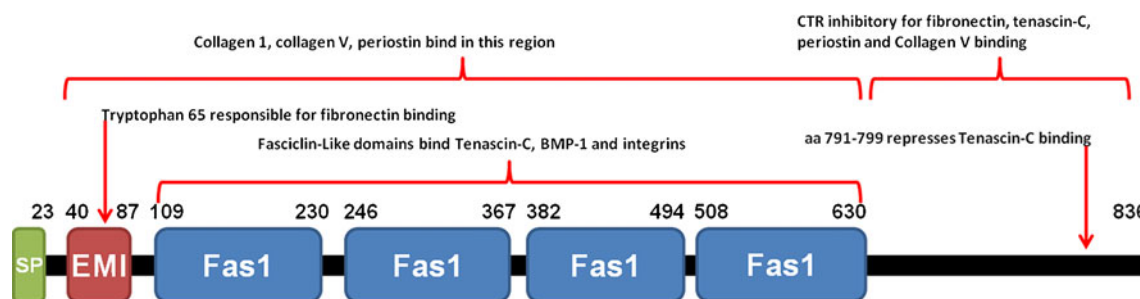 CTR inhibitory for fibronectin, tenascin-C,
periostin and Collagen V binding
Collagen 1, collagen V, periostin bind in this region
Tryptophan 65 responsible for fibronectin binding
aa 791-799 represses Tenascin-C binding
Fasciclin-Like domains bind Tenascin-C, BMP-1 and integrins
23 40 87 109 230 246 367 382 494 508 630 836
SP EMI Fas1 Fas1 Fas1 Fas1